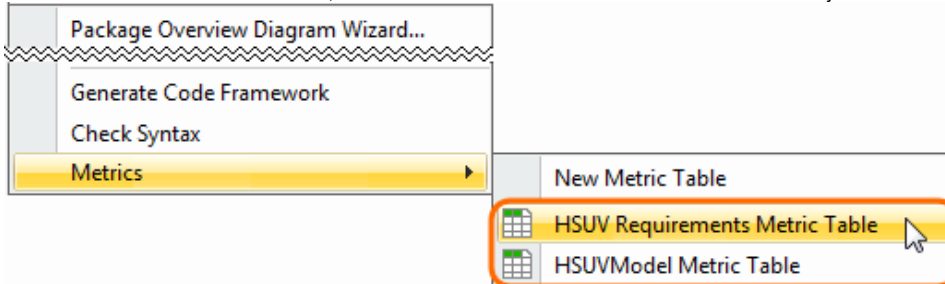 Package Overview Diagram Wizard...
Generate Code Framework
Check Syntax
Metrics
New Metric Table
HSUV Requirements Metric Table
HSUVModel Metric Table